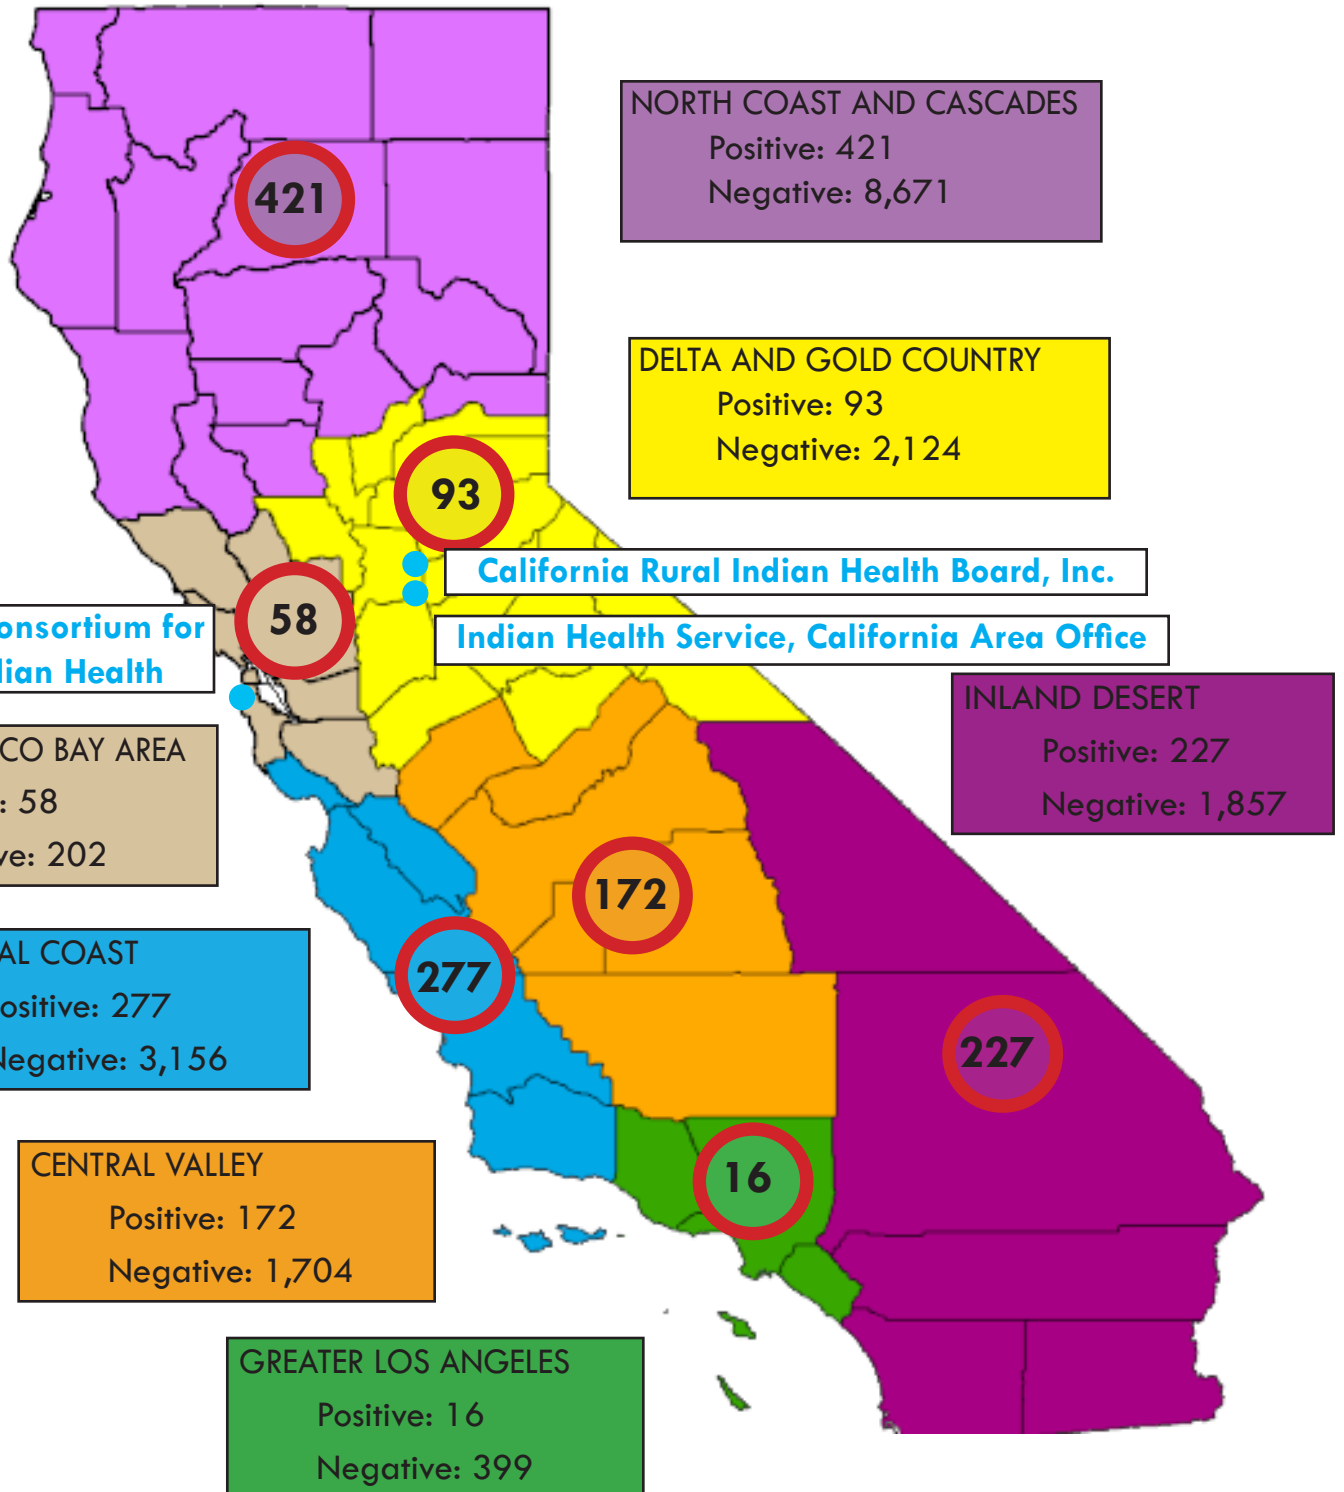 NORTH COAST AND CASCADES
Positive: 421
Negative: 8,671
421
DELTA AND GOLD COUNTRY
Positive: 93
Negative: 2,124
93
California Rural Indian Health Board, Inc.
58
onsortium for
dian Health
Indian Health Service, California Area Office
INLAND DESERT
Positive: 227
Negative: 1,857
CO BAY AREA
: 58
ve: 202
172
AL COAST
ositive: 277
Negative: 3,156
277
227
CENTRAL VALLEY
Positive: 172
Negative: 1,704
16
GREATER LOS ANGELES
Positive: 16
Negative: 399